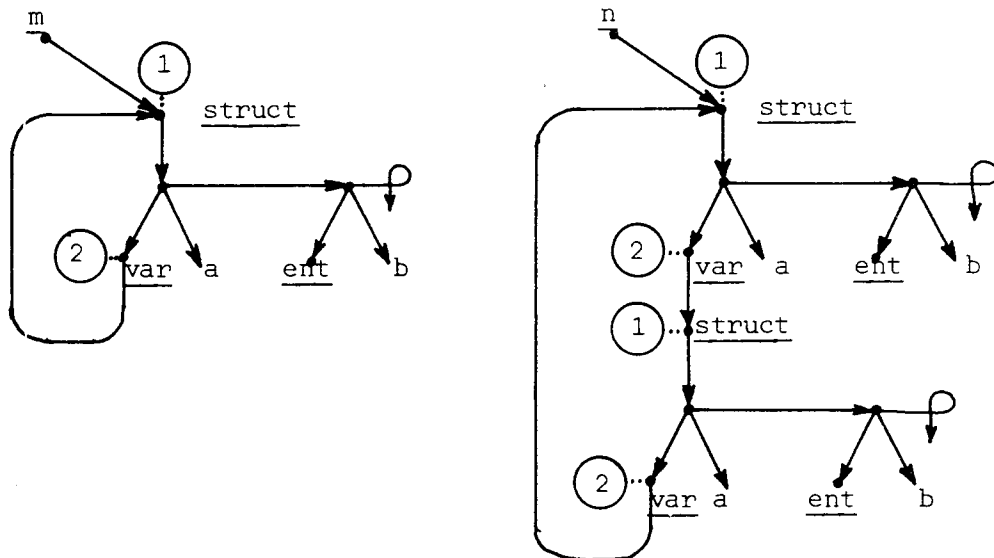 m
n
1
1
struct
struct
2
var a
ent b
2
var a
ent b
1
struct
2
var a
ent b